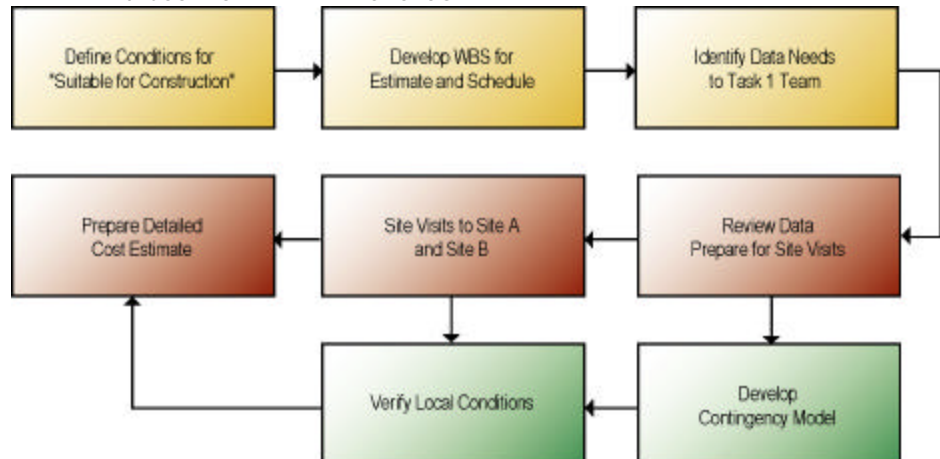 Define Conditions for
"Suitable for Construction"
Develop WBS for
Estimate and Schedule
Identify Data Needs
to Task 1 Team
Prepare Detailed
Cost Estimate
Site Visits to Site A
and Site B
Review Data
Prepare for Site Visits
Verify Local Conditions
Develop
Contingency Model